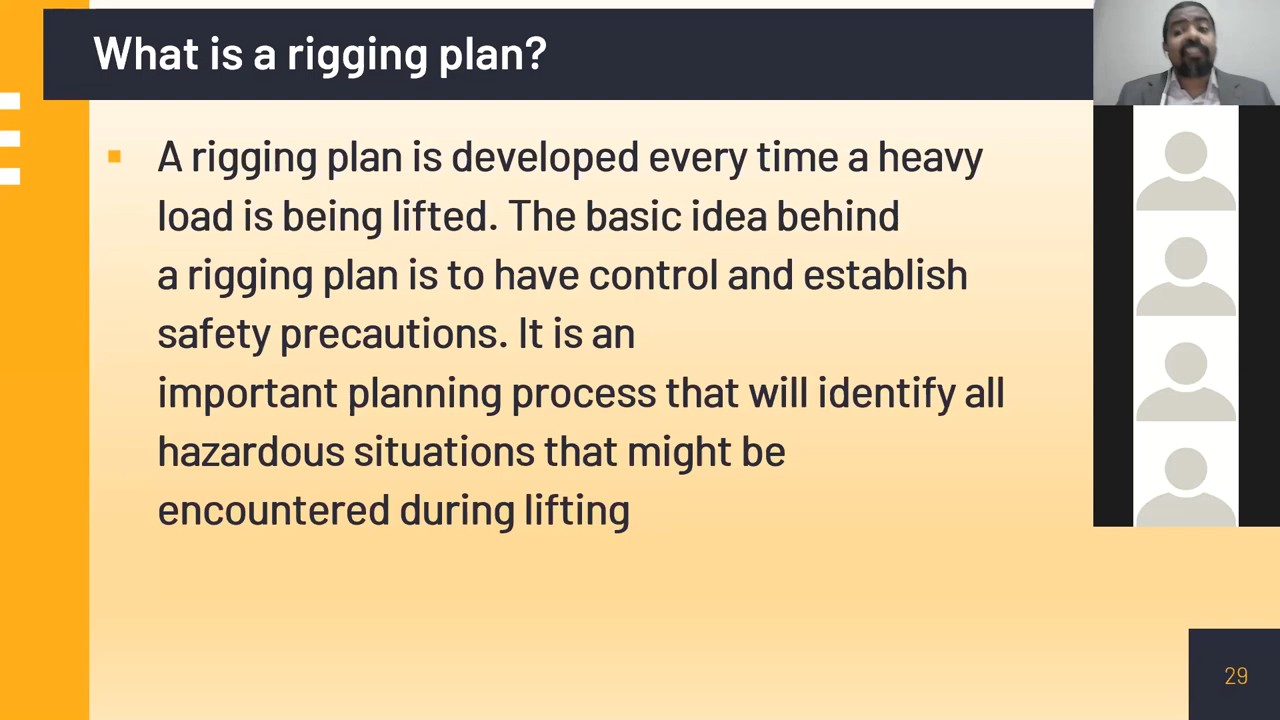 What is a rigging plan?
A rigging plan is developed every time a heavy
load is being lifted. The basic idea behind
a rigging plan is to have control and establish
safety precautions. It is an
important planning process that will identify all
hazardous situations that might be
encountered during lifting
29